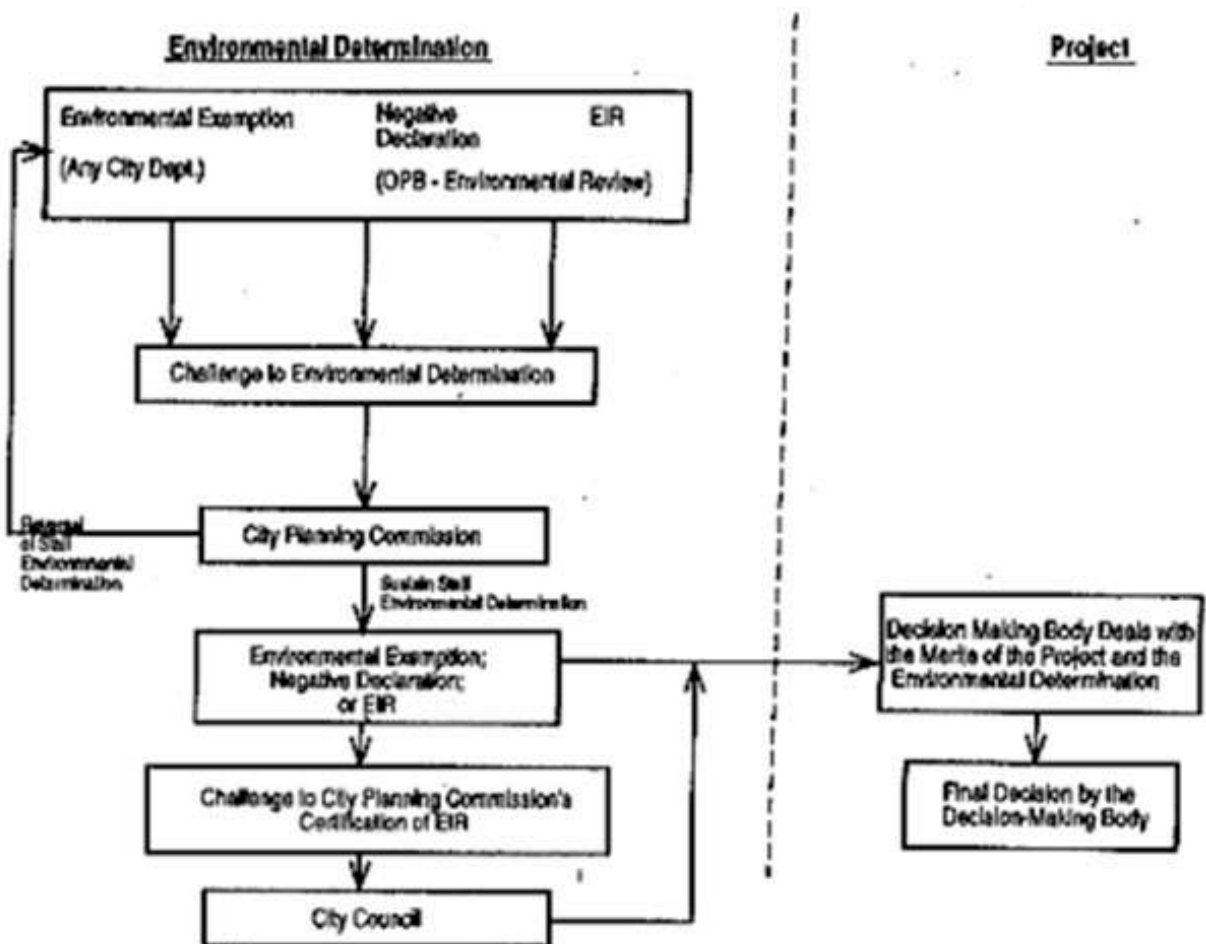 Environmental Determination
Project
Environmental Exemption
Negative
Declaration
EIR
(Any City Dept.)
(OPB - Environmental Review)
Challenge to Environmental Determination
City Planning Commission
of Staff
Environmental
Determination
Sustain Staff
Environmental Determination
Environmental Exemption;
Negative Declaration;
or EIR
Decision Making Body Deals with
the Merits of the Project and the
Environmental Determination
Challenge to City Planning Commission's
Certification of EIR
Final Decision by the
Decision-Making Body
City Council